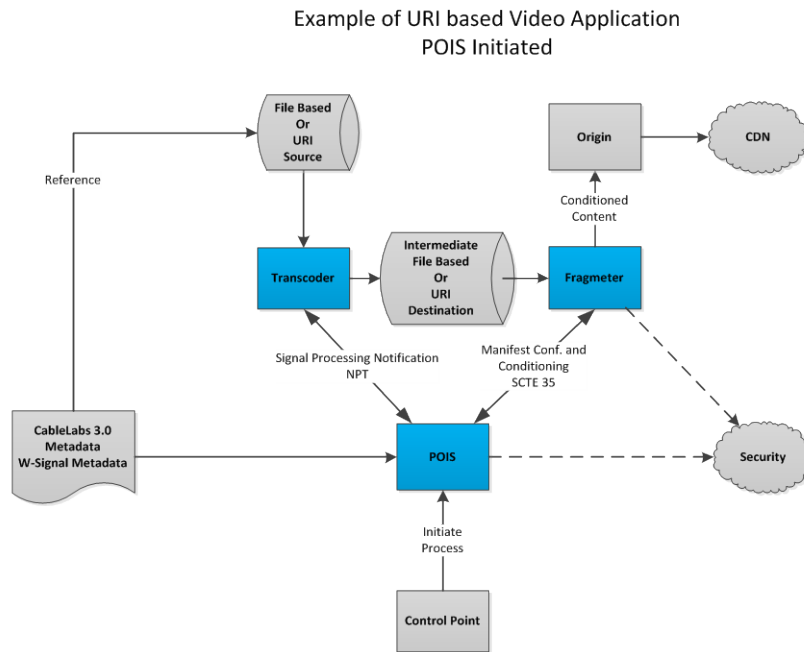 Example of URI based Video Application
POIS Initiated
File Based
Or
URI
Source
Origin
CDN
Reference
Conditioned
Content
Transcoder
Intermediate
File Based
Or
URI
Destination
Fragmeter
Signal Processing Notification
NPT
Manifest Conf. and
Conditioning
SCTE 35
CableLabs 3.0
Metadata
W-Signal Metadata
POIS
Security
Initiate
Process
Control Point